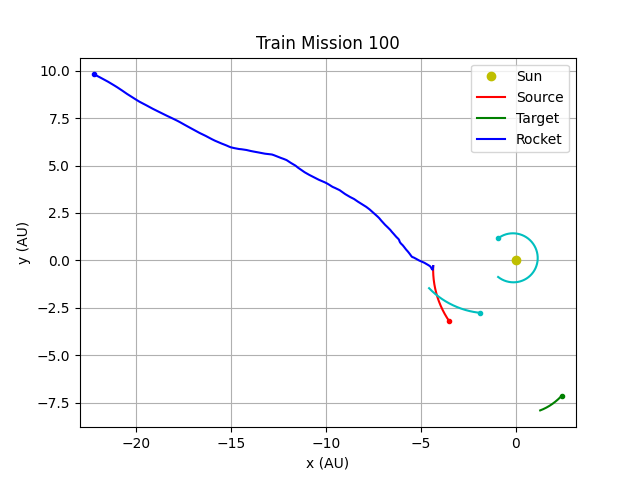 Train Mission 100
10.0
7.5
5.0
2.5
0.0
−2.5
−5.0
−7.5
y (AU)
Sun
Source
Target
Rocket
−20
−15
−10
−5
0
x (AU)